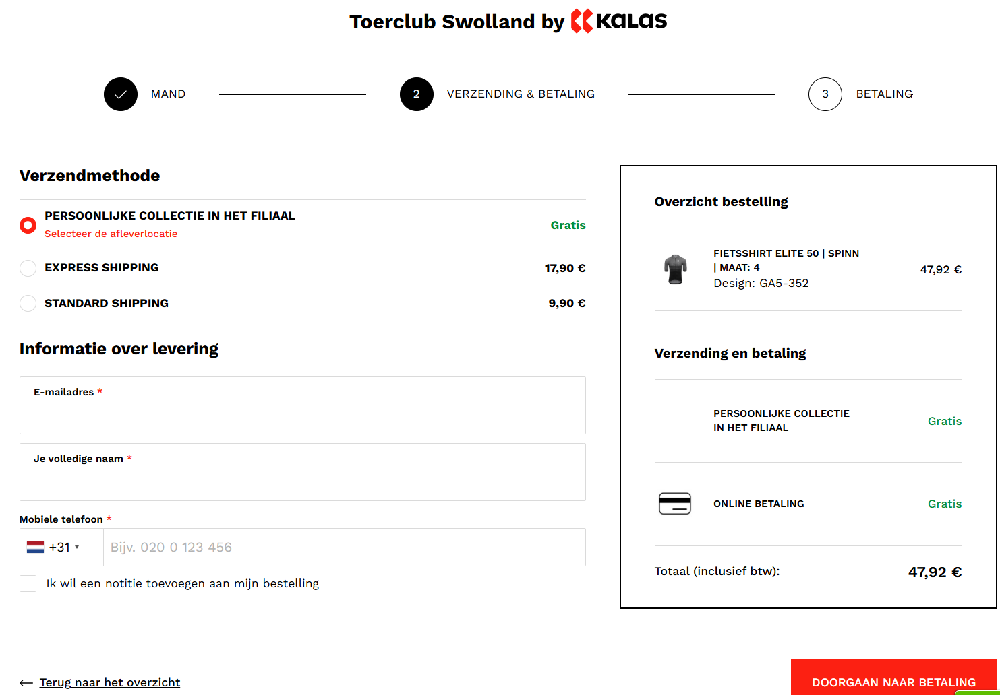 Toerclub Swolland by KALAS
MAND
2
VERZENDING & BETALING
3
BETALING
Verzendmethode
PERSOONLIJKE COLLECTIE IN HET FILIAAL
Selecteer de afleverlocatie
Gratis
EXPRESS SHIPPING
17,90 €
STANDARD SHIPPING
9,90 €
Informatie over levering
E-mailadres *
Je volledige naam *
Mobiele telefoon *
+31
Bijv. 020 0 123 456
Ik wil een notitie toevoegen aan mijn bestelling
Terug naar het overzicht
Overzicht bestelling
FIETSSHIRT ELITE 50 | SPINN
| MAAT: 4
Design: GA5-352
47,92 €
Verzending en betaling
PERSOONLIJKE COLLECTIE
IN HET FILIAAL
Gratis
ONLINE BETALING
Gratis
Totaal (inclusief btw):
47,92 €
DOORGAAN NAAR BETALING